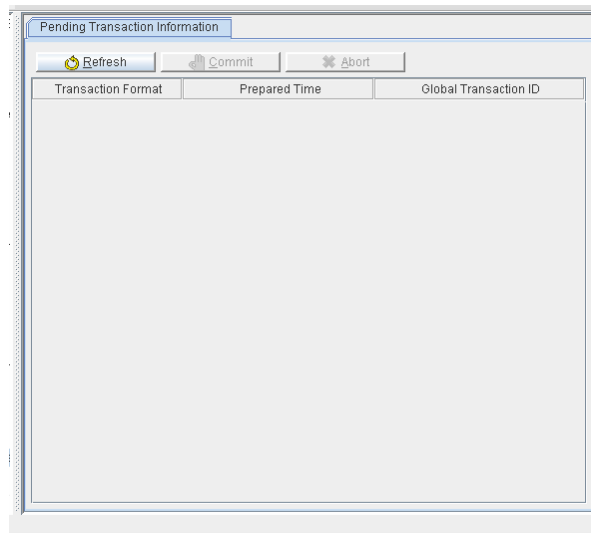 Pending Transaction Information
Refresh Commit Abort
Transaction Format Prepared Time Global Transaction ID